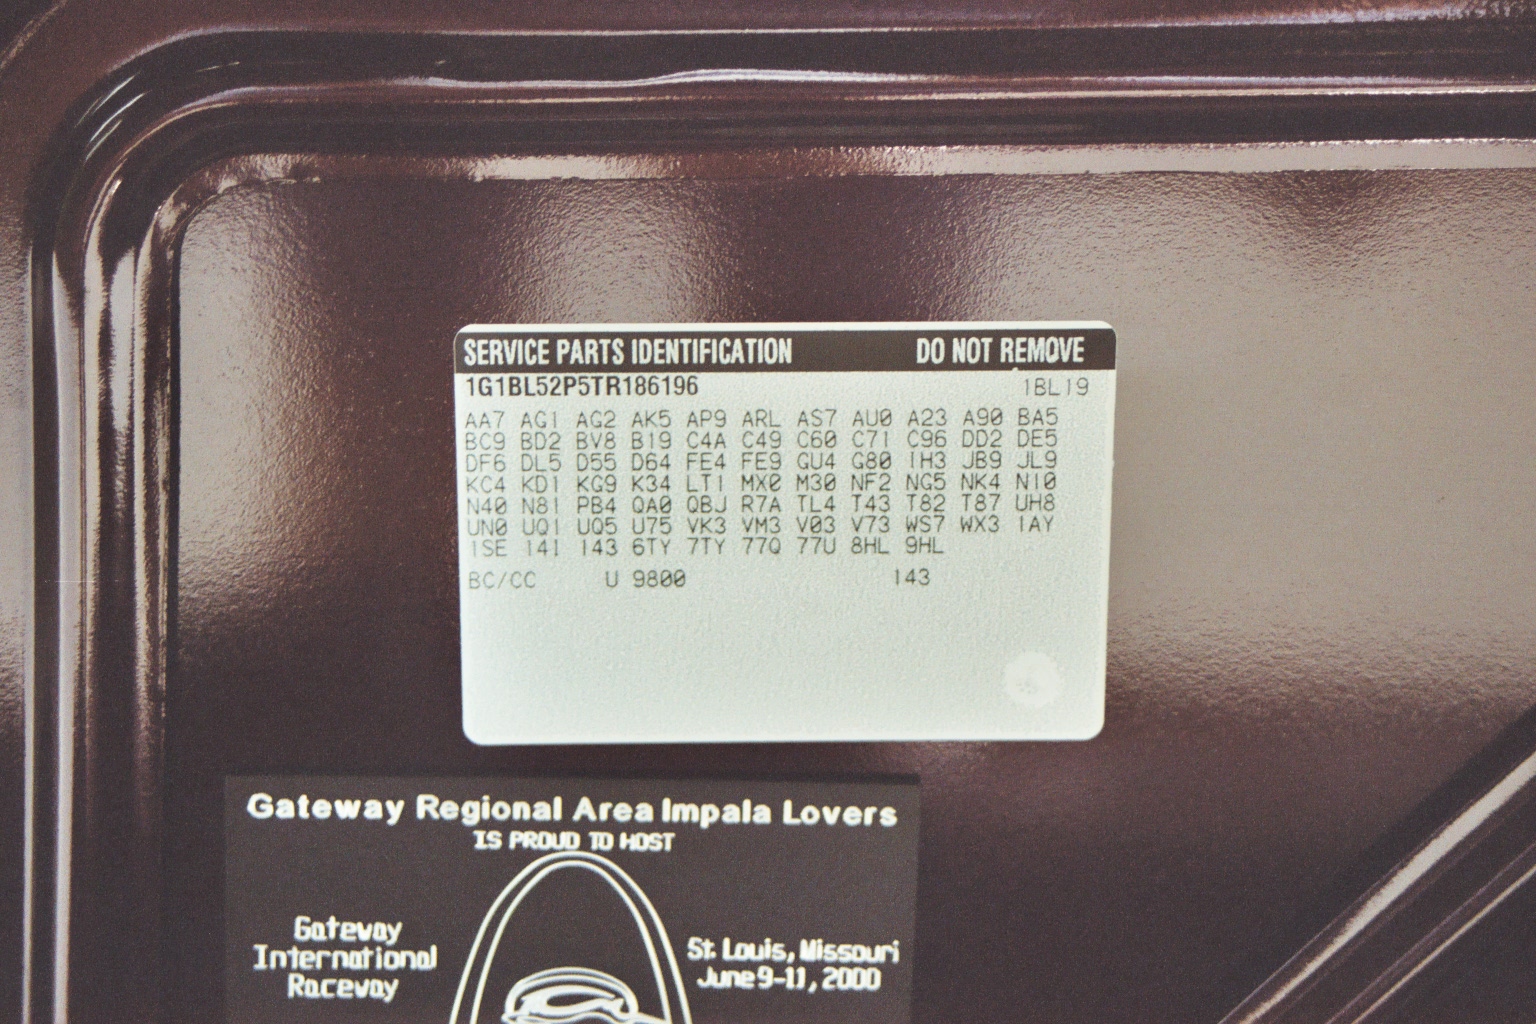 SERVICE PARTS IDENTIFICATION DO NOT REMOVE
1G1BL52P5TR186196 1BL19
AA7 AG1 AG2 AK5 AP9 ARL AS7 AU0 A23 A90 BA5
BC9 BD2 BV8 B19 C4A C49 C60 C71 C96 DD2 DE5
DF6 DL5 D55 D64 FE4 FE9 GU4 G80 IH3 JB9 JL9
KC4 KD1 KG9 K34 LT1 MX0 M30 NF2 NG5 NK4 N10
N40 N81 PB4 QA0 QBJ R7A TL4 T43 T82 T87 UH8
UN0 UQ1 UQ5 U75 VK3 VM3 V03 V73 WS7 WX3 1AY
1SE 14I 143 6TY 7TY 77Q 77U 8HL 9HL
BC/CC U 9800 143
Gateway Regional Area Impala Lovers
IS PROUD TO HOST
Gateway
International
Raceway
St. Louis, Missouri
June 9-11, 2000